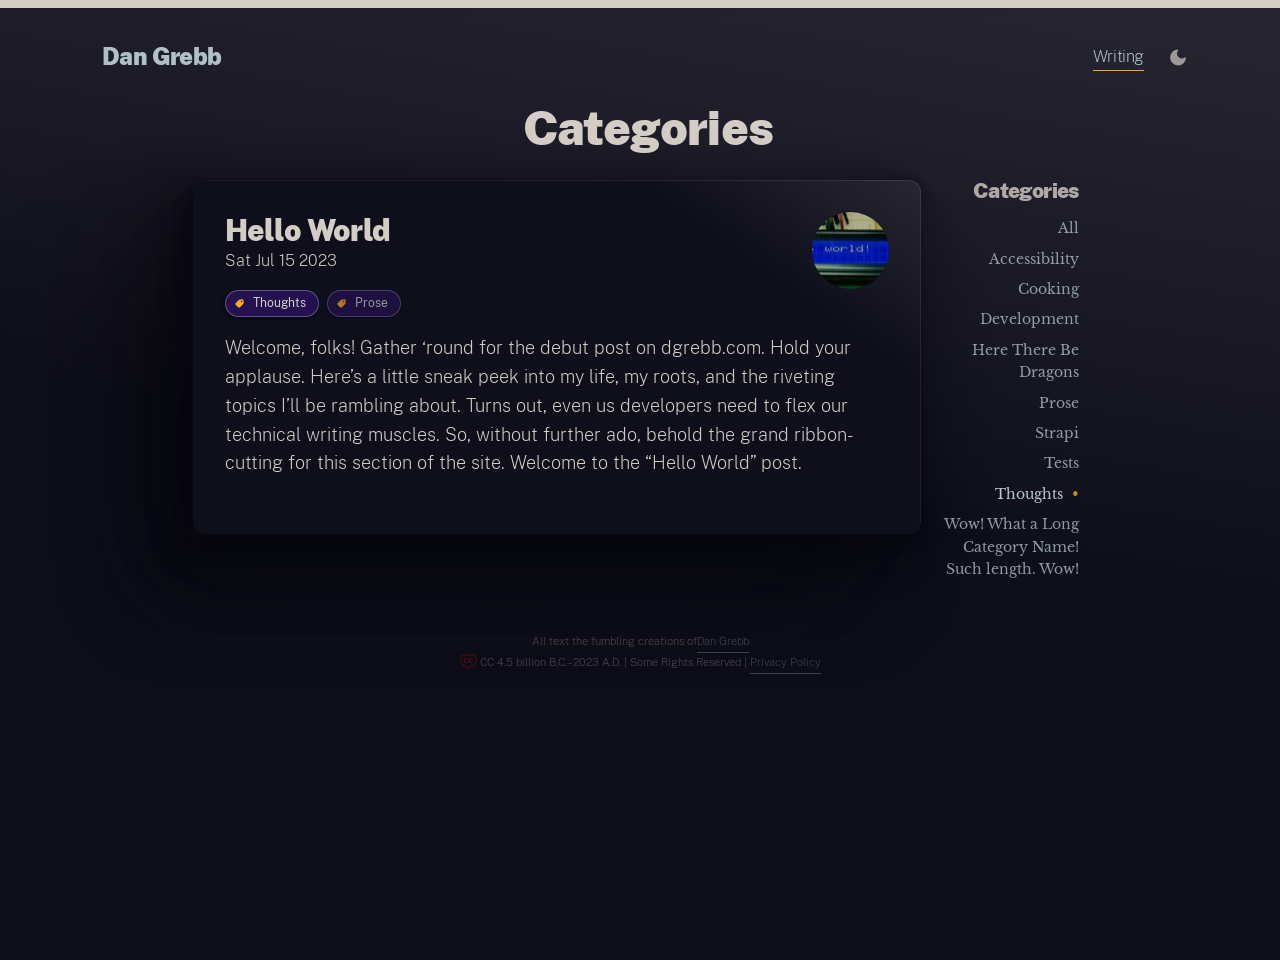 Dan Grebb
Writing
Categories
Hello World
Sat Jul 15 2023
world!
Thoughts
Prose
Welcome, folks! Gather ‘round for the debut post on dgrebb.com. Hold your
applause. Here’s a little sneak peek into my life, my roots, and the riveting
topics I’ll be rambling about. Turns out, even us developers need to flex our
technical writing muscles. So, without further ado, behold the grand ribbon-
cutting for this section of the site. Welcome to the “Hello World” post.
Categories
All
Accessibility
Cooking
Development
Here There Be
Dragons
Prose
Strapi
Tests
Thoughts •
Wow! What a Long
Category Name!
Such length. Wow!
All text the fumbling creations ofDan Grebb
CC 4.5 billion B.C.–2023 A.D. | Some Rights Reserved | Privacy Policy